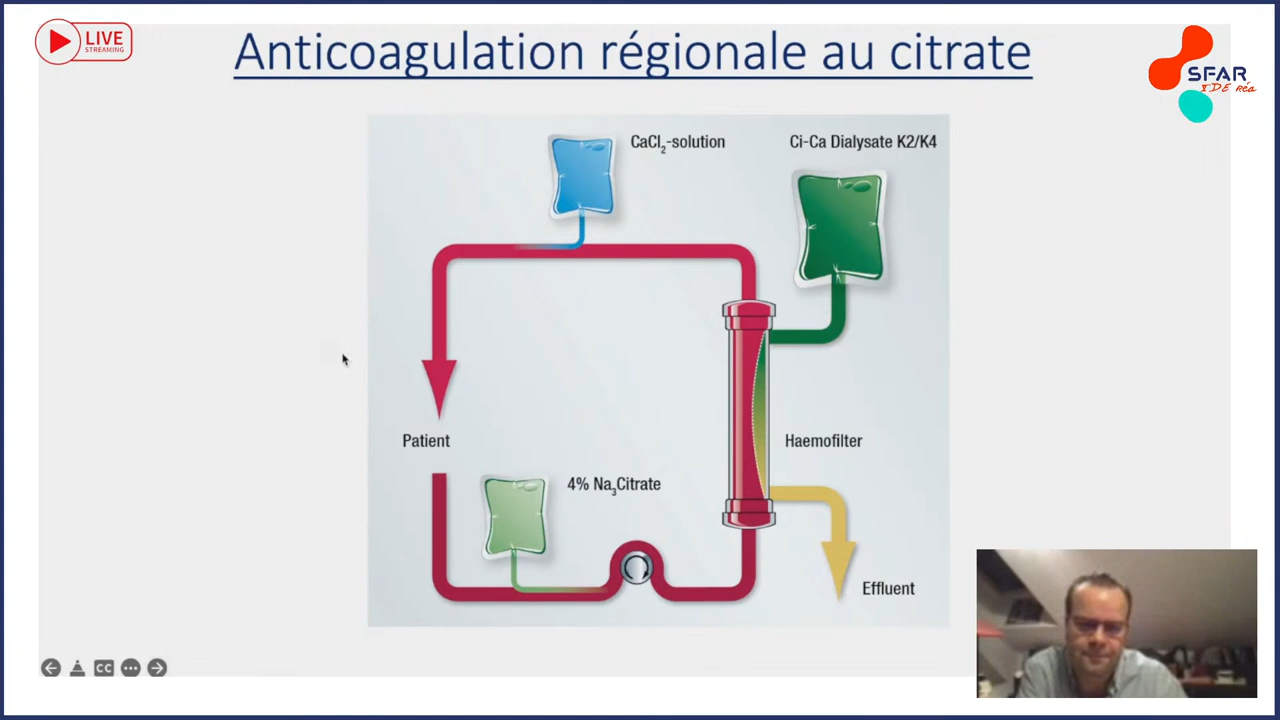 LIVE
STREAMING
Anticoagulation régionale au citrate
SFAR
IDE Réa
CaCl₂-solution
Ci-Ca Dialysate K2/K4
Patient
Haemofilter
4% Na₃Citrate
Effluent
CC